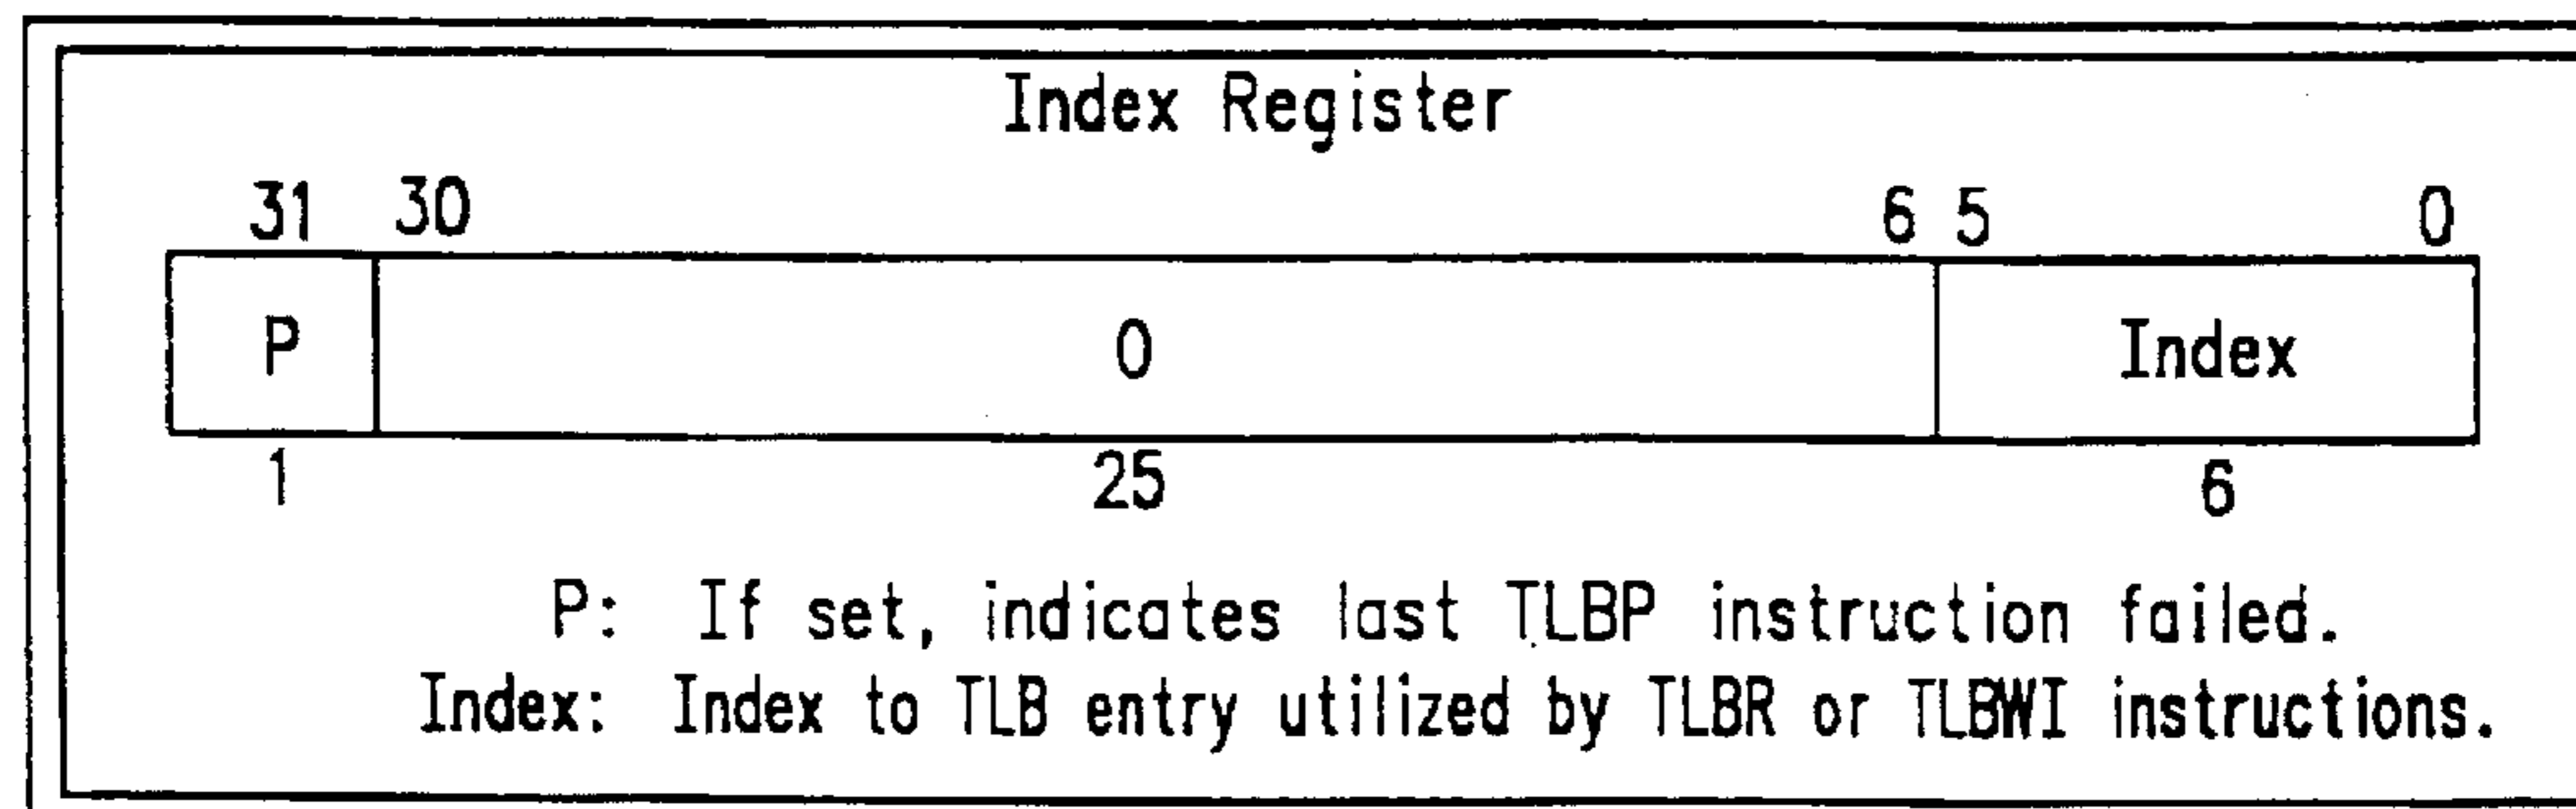 Index Register
31 30 6 5 0
P 0 Index
1 25 6
P: If set, indicates last TLBP instruction failed.
Index: Index to TLB entry utilized by TLBR or TLBWI instructions.